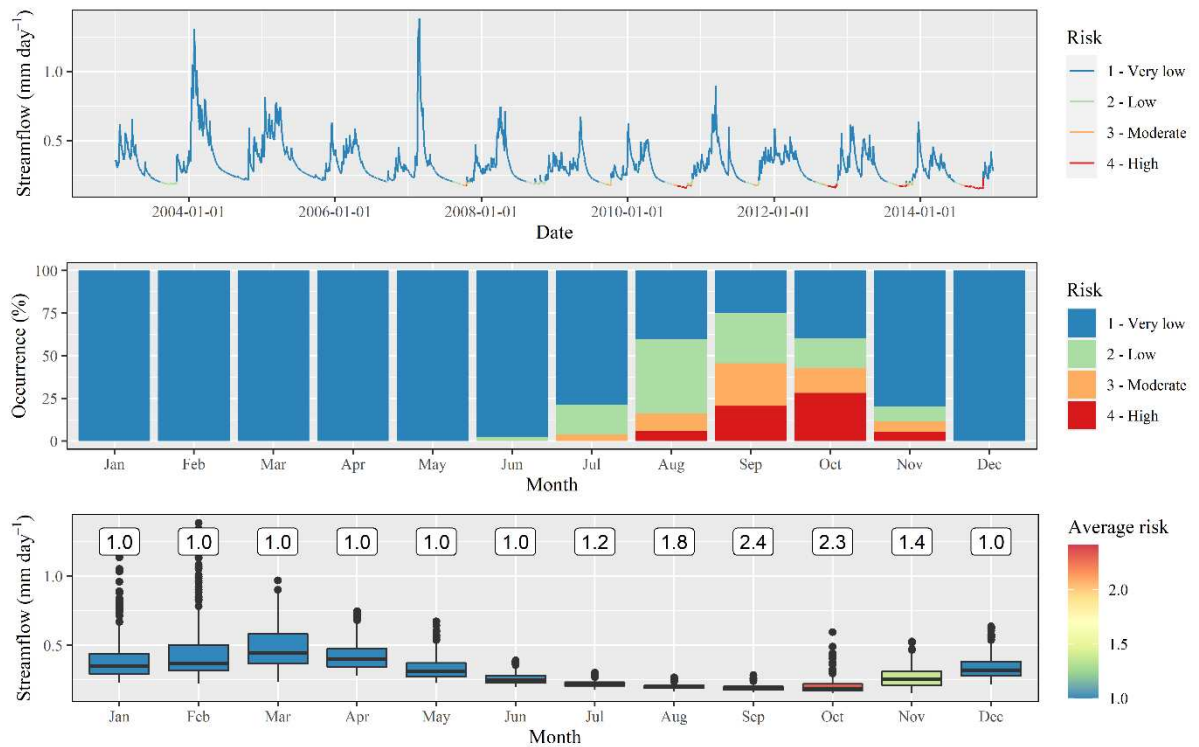 Streamflow (mm day⁻¹)
1.0
0.5
2004-01-01 2006-01-01 2008-01-01 2010-01-01 2012-01-01 2014-01-01
Date
Risk
1 - Very low
2 - Low
3 - Moderate
4 - High
Occurrence (%)
100
75
50
25
0
Jan Feb Mar Apr May Jun Jul Aug Sep Oct Nov Dec
Month
Risk
1 - Very low
2 - Low
3 - Moderate
4 - High
Streamflow (mm day⁻¹)
1.0
0.5
1.0 1.0 1.0 1.0 1.0 1.0 1.2 1.8 2.4 2.3 1.4 1.0
Jan Feb Mar Apr May Jun Jul Aug Sep Oct Nov Dec
Month
Average risk
2.0
1.5
1.0